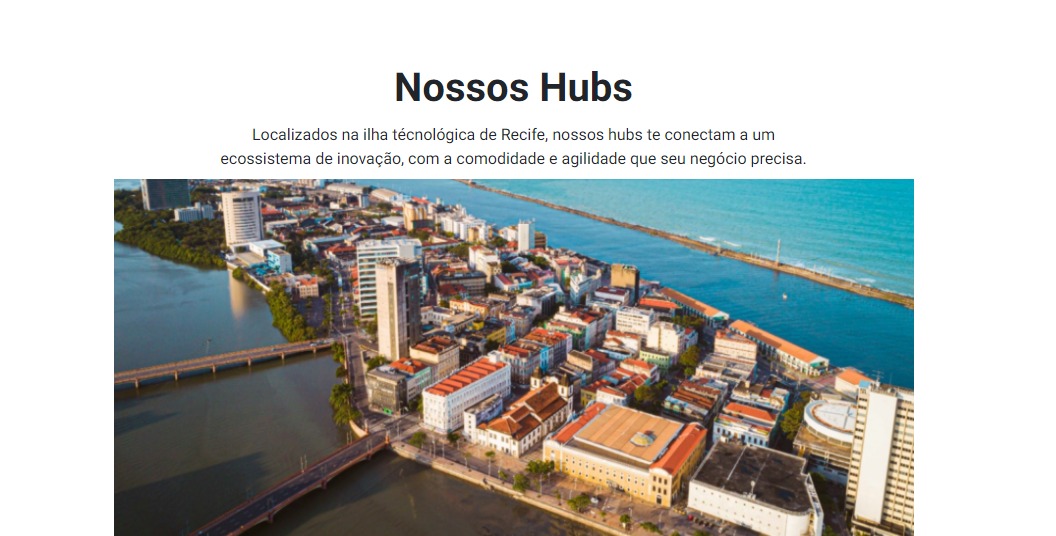 Nossos Hubs
Localizados na ilha técnológica de Recife, nossos hubs te conectam a um
ecossistema de inovação, com a comodidade e agilidade que seu negócio precisa.